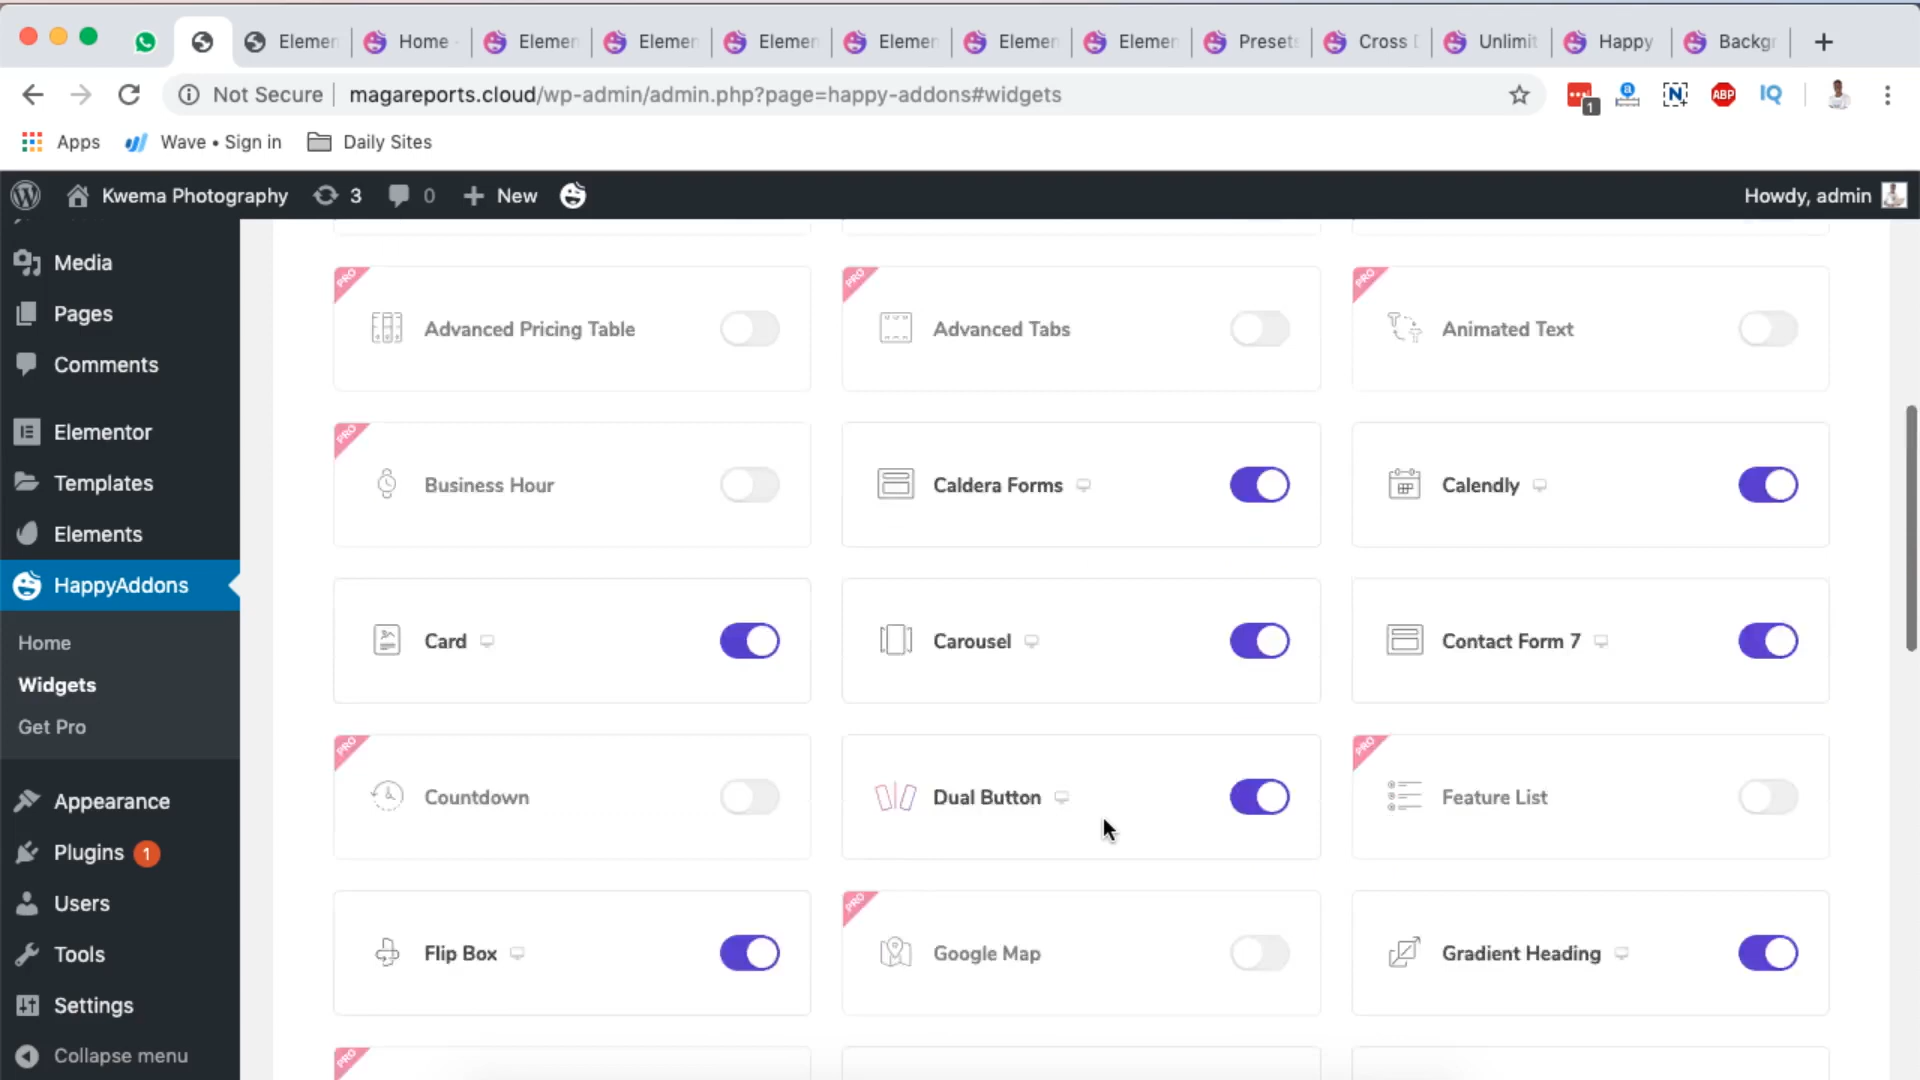 Elemen
Home
Elemen
Elemen
Elemen
Elemen
Elemen
Elemen
Preset
Cross
Unlimit
Happy
Backgr
Not Secure
magareports.cloud/wp-admin/admin.php?page=happy-addons#widgets
1
ABP
IQ
Apps
Wave • Sign in
Daily Sites
Kwema Photography
3
0
New
Howdy, admin
Media
Pages
Comments
Elementor
Templates
Elements
HappyAddons
Home
Widgets
Get Pro
Appearance
Plugins 1
Users
Tools
Settings
Collapse menu
PRO
Advanced Pricing Table
PRO
Advanced Tabs
PRO
Animated Text
PRO
Business Hour
Caldera Forms
Calendly
Card
Carousel
Contact Form 7
PRO
Countdown
Dual Button
PRO
Feature List
Flip Box
PRO
Google Map
Gradient Heading
PRO